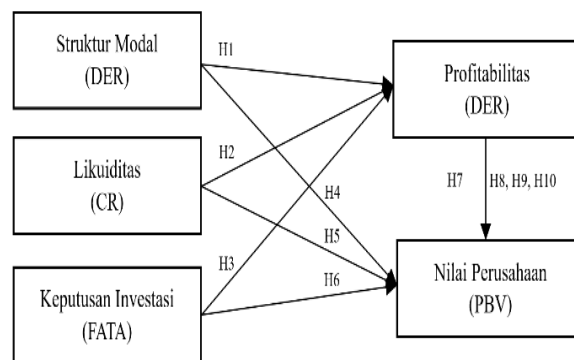 Struktur Modal
(DER)
H1
Profitabilitas
(DER)
Likuiditas
(CR)
H2
H4
H7
H8, H9, H10
H5
H3
H6
Keputusan Investasi
(FATA)
Nilai Perusahaan
(PBV)